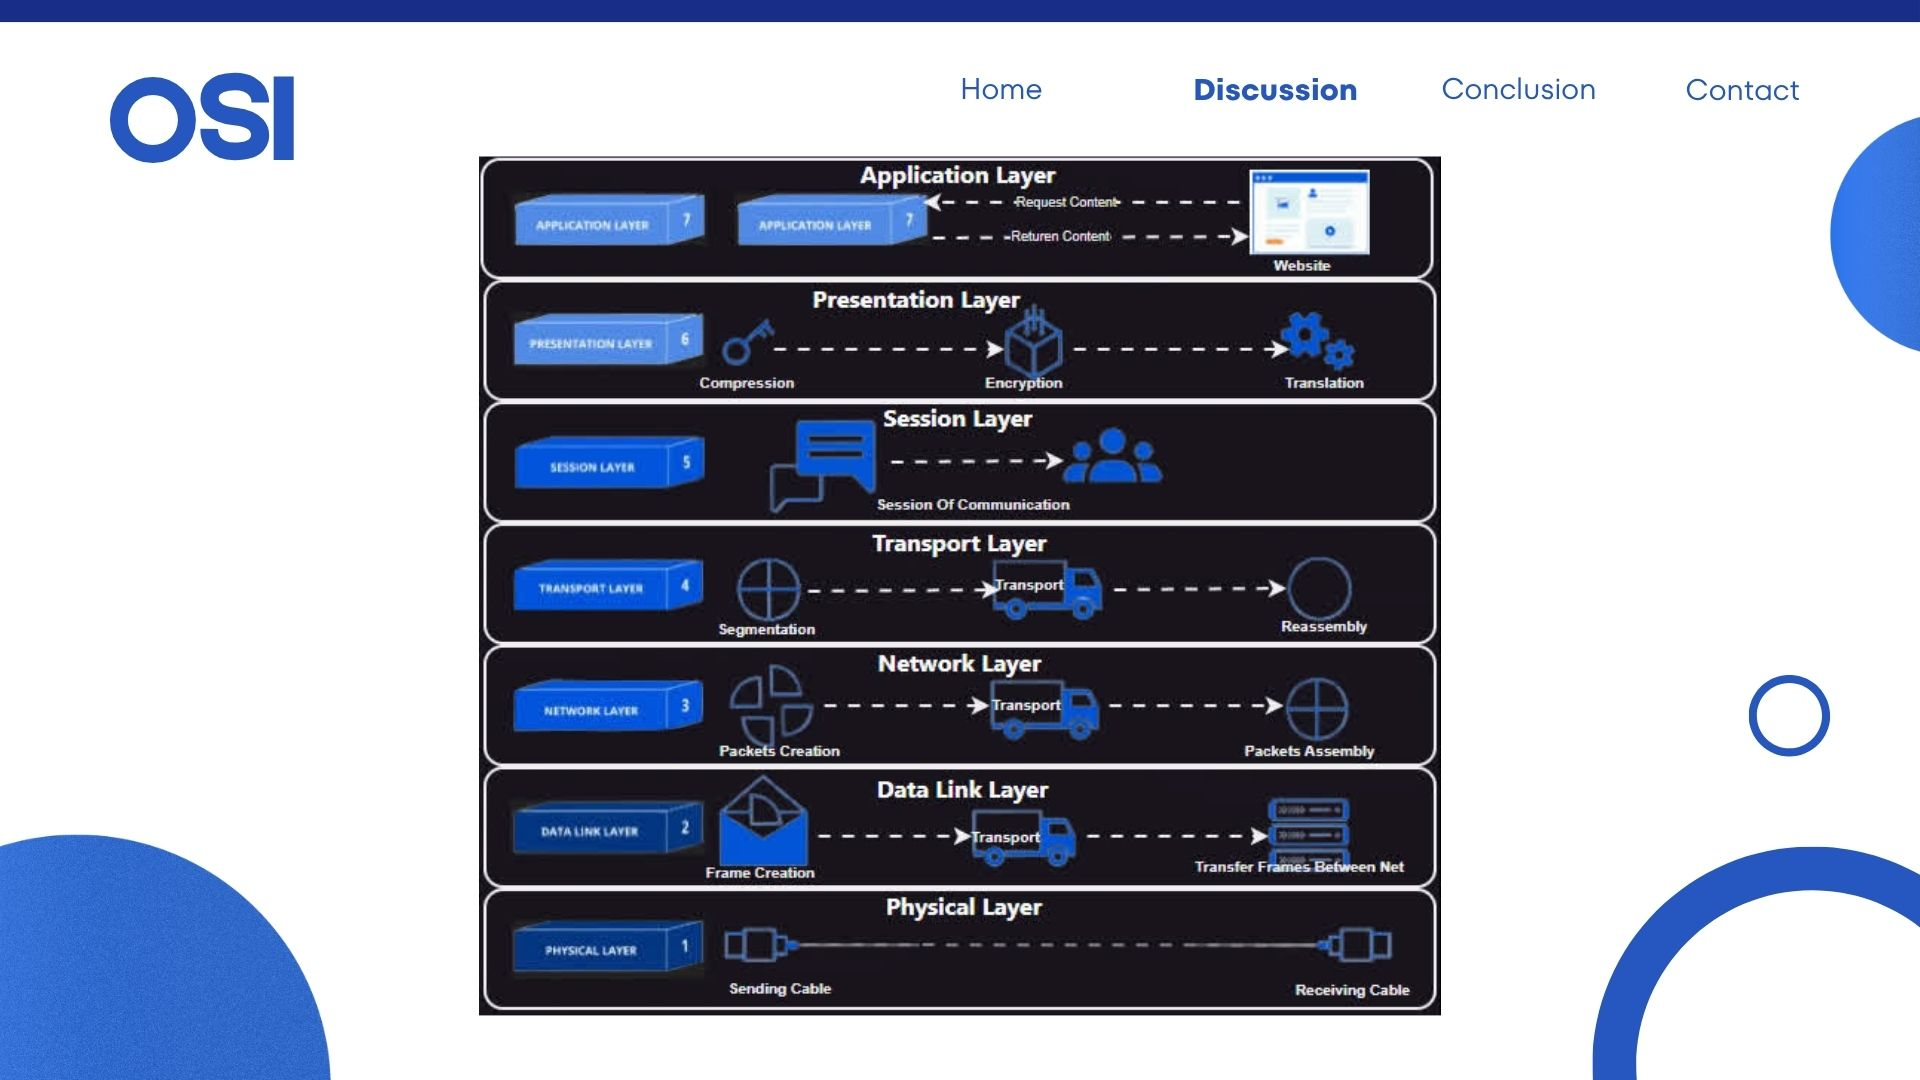 OSI
Home
Discussion
Conclusion
Contact
Application Layer
APPLICATION LAYER 7
APPLICATION LAYER 7
Request Content
Returen Content
Website
Presentation Layer
PRESENTATION LAYER 6
Compression
Encryption
Translation
Session Layer
SESSION LAYER 5
Session Of Communication
Transport Layer
TRANSPORT LAYER 4
Segmentation
Transport
Reassembly
Network Layer
NETWORK LAYER 3
Packets Creation
Transport
Packets Assembly
Data Link Layer
DATA LINK LAYER 2
Frame Creation
Transport
Transfer Frames Between Net
Physical Layer
PHYSICAL LAYER 1
Sending Cable
Receiving Cable